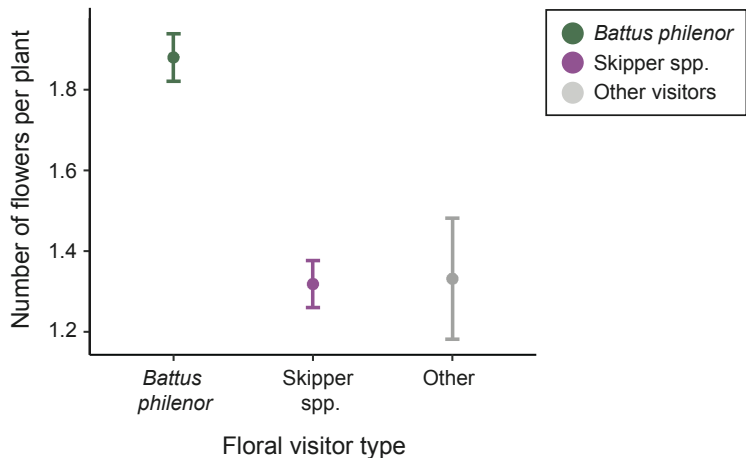 Number of flowers per plant
1.8
1.6
1.4
1.2
Battus
philenor
Skipper
spp.
Other
Floral visitor type
Battus philenor
Skipper spp.
Other visitors